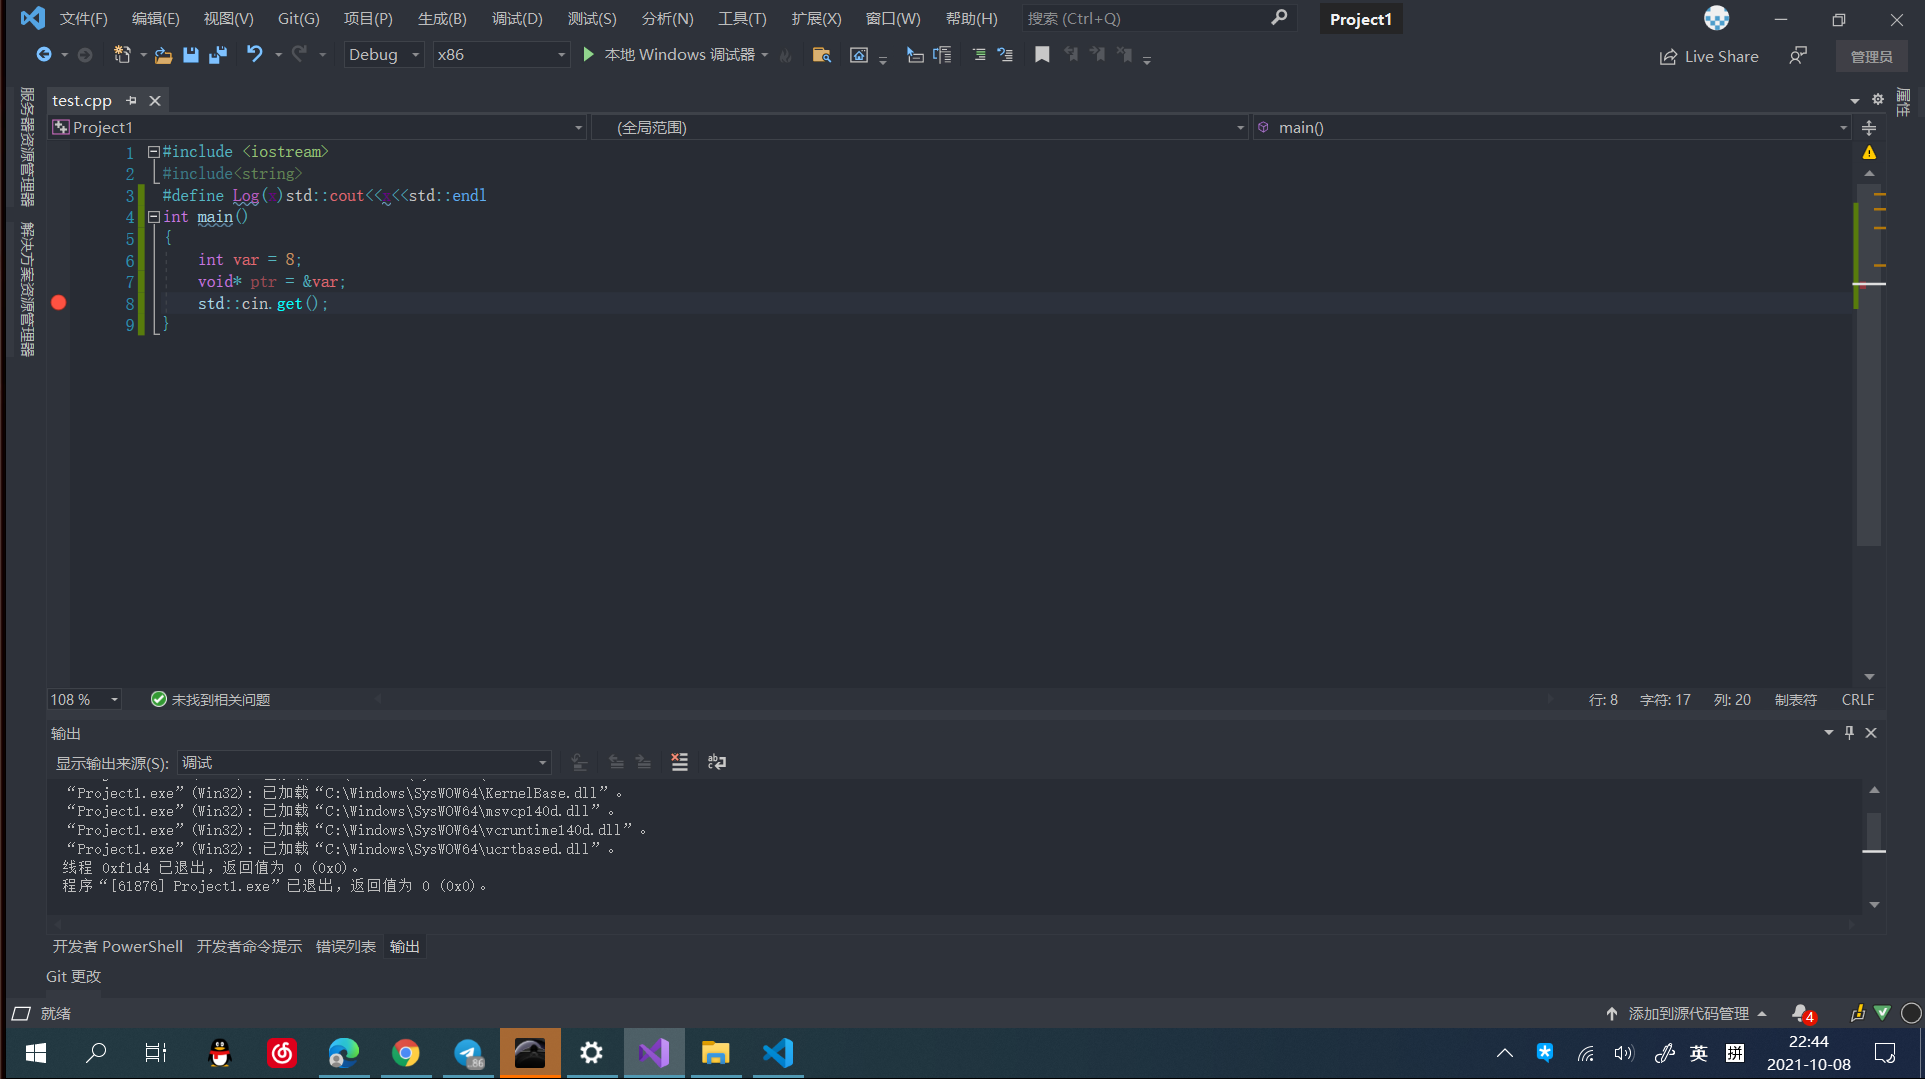 文件(F) 编辑(E) 视图(V) Git(G) 项目(P) 生成(B) 调试(D) 测试(S) 分析(N) 工具(T) 扩展(X) 窗口(W) 帮助(H) 搜索 (Ctrl+Q) Project1
Debug x86 本地 Windows 调试器 Live Share 管理员
服务器资源管理器
解决方案资源管理器
属性
test.cpp
Project1 (全局范围) main()
1 #include <iostream>
2 #include<string>
3 #define Log( )std::cout<< <<std::endl
4 int main()
5 {
6 int var = 8;
7 void* ptr = &var;
8 std::cin.get();
9 }
108 % 未找到相关问题 行: 8 字符: 17 列: 20 制表符 CRLF
输出
显示输出来源(S): 调试
“Project1.exe”(Win32): 已加载“C:\Windows\SysWOW64\KernelBase.dll”。
“Project1.exe”(Win32): 已加载“C:\Windows\SysWOW64\msvcp140d.dll”。
“Project1.exe”(Win32): 已加载“C:\Windows\SysWOW64\vcruntime140d.dll”。
“Project1.exe”(Win32): 已加载“C:\Windows\SysWOW64\ucrtbased.dll”。
线程 0xf1d4 已退出，返回值为 0 (0x0)。
程序“[61876] Project1.exe”已退出，返回值为 0 (0x0)。
开发者 PowerShell 开发者命令提示 错误列表 输出
Git 更改
就绪 添加到源代码管理 4
86 英 拼 22:44
2021-10-08